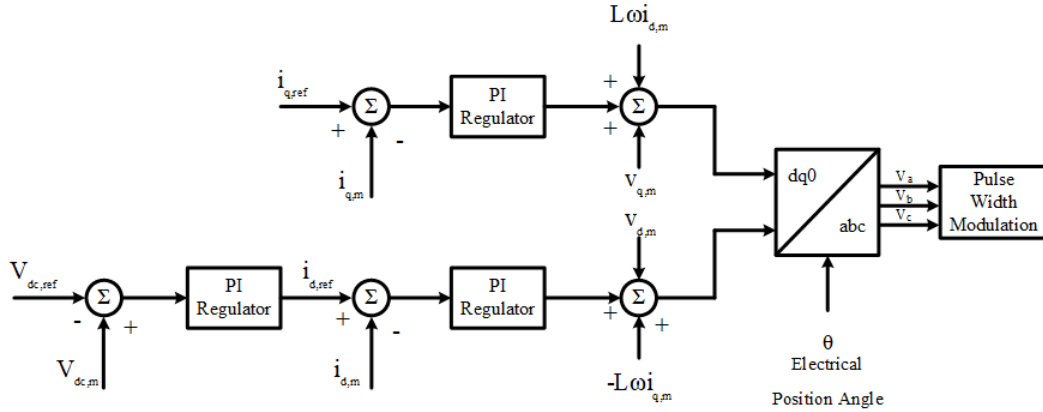 Lωi_d,m
i_q,ref
+
Σ
-
PI
Regulator
+
+
Σ
i_q,m
v_q,m
dq0
abc
V_a
V_b
V_c
Pulse
Width
Modulation
v_d,m
V_dc,ref
-
Σ
+
PI
Regulator
i_d,ref
+
Σ
-
PI
Regulator
+
Σ
+
V_dc,m
i_d,m
-Lωi_q,m
θ
Electrical
Position Angle